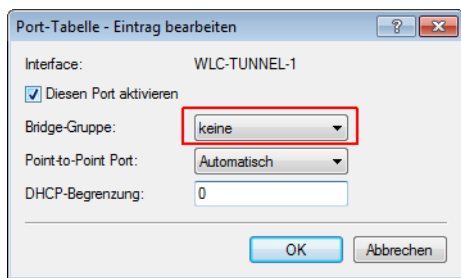 Port-Tabelle - Eintrag bearbeiten
Interface: WLC-TUNNEL-1
Diesen Port aktivieren
Bridge-Gruppe: keine
Point-to-Point Port: Automatisch
DHCP-Begrenzung: 0
OK Abbrechen